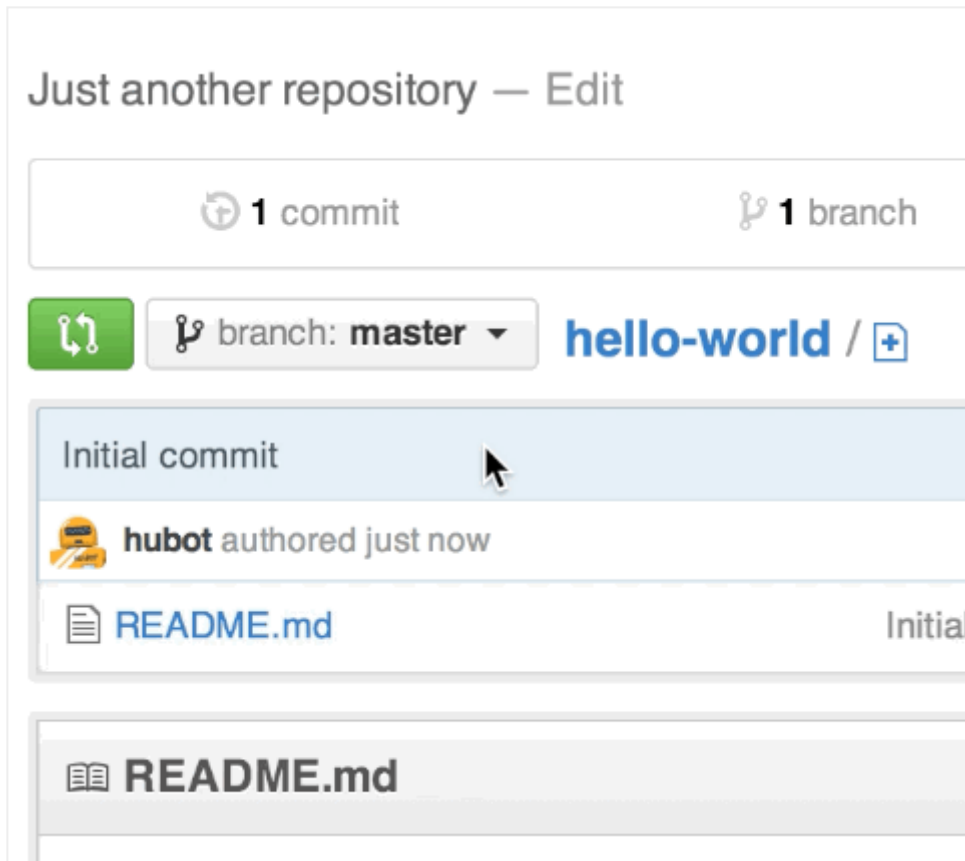 Just another repository — Edit
1 commit 1 branch
branch: master hello-world /
Initial commit
hubot authored just now
README.md Initial
README.md